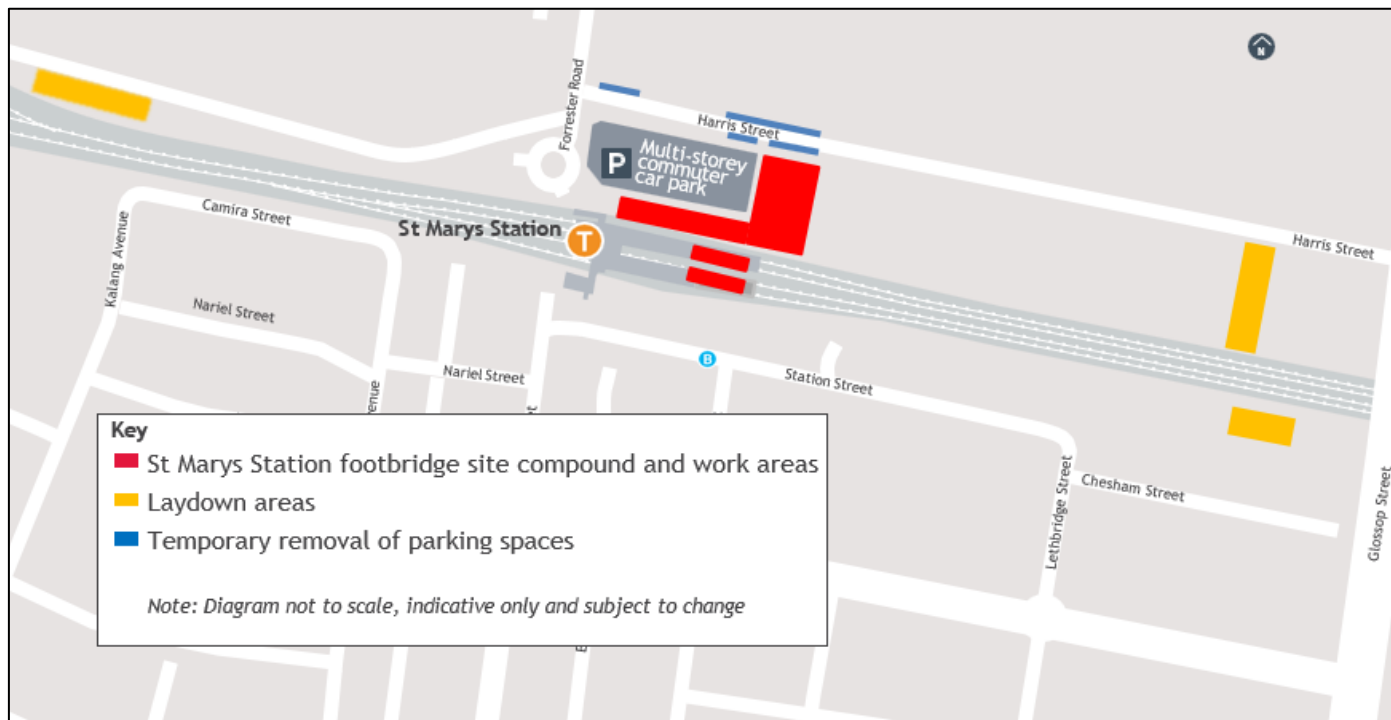 N
Forrester Road
Harris Street
P
Multi-storey
commuter
car park
Camira Street
St Marys Station
T
Harris Street
Kalang Avenue
Nariel Street
Nariel Street
B
Station Street
Key
St Marys Station footbridge site compound and work areas
Laydown areas
Temporary removal of parking spaces
Note: Diagram not to scale, indicative only and subject to change
Lethbridge Street
Chesham Street
Glossop Street